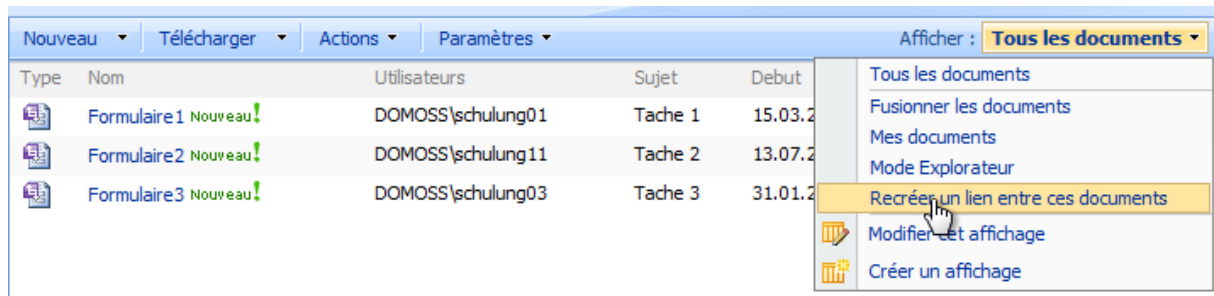 Nouveau Télécharger Actions Paramètres Afficher : Tous les documents
Type Nom Utilisateurs Sujet Debut
Formulaire1 Nouveau! DOMOSS\schulung01 Tache 1 15.03.2
Formulaire2 Nouveau! DOMOSS\schulung11 Tache 2 13.07.2
Formulaire3 Nouveau! DOMOSS\schulung03 Tache 3 31.01.2
Tous les documents
Fusionner les documents
Mes documents
Mode Explorateur
Recréer un lien entre ces documents
Modifier cet affichage
Créer un affichage